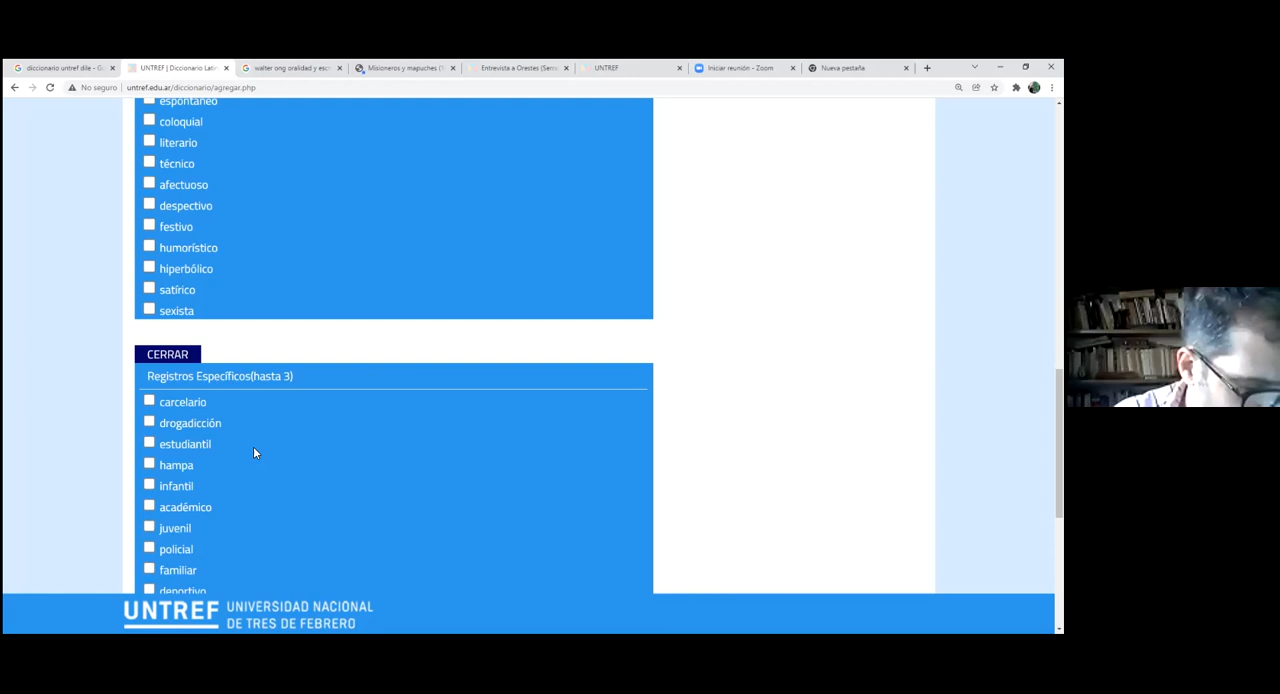 diccionario untref dile - G
UNTREF | Diccionario Lati
walter ong oralidad y escr
Misioneros y mapuches (1
Entrevista a Orestes (Sem
UNTREF
Iniciar reunión - Zoom
Nueva pestaña
No seguro
untref.edu.ar/diccionario/agregar.php
espontáneo
coloquial
literario
técnico
afectuoso
despectivo
festivo
humorístico
hiperbólico
satírico
sexista
CERRAR
Registros Específicos(hasta 3)
carcelario
drogadicción
estudiantil
hampa
infantil
académico
juvenil
policial
familiar
deportivo
UNTREF
UNIVERSIDAD NACIONAL
DE TRES DE FEBRERO